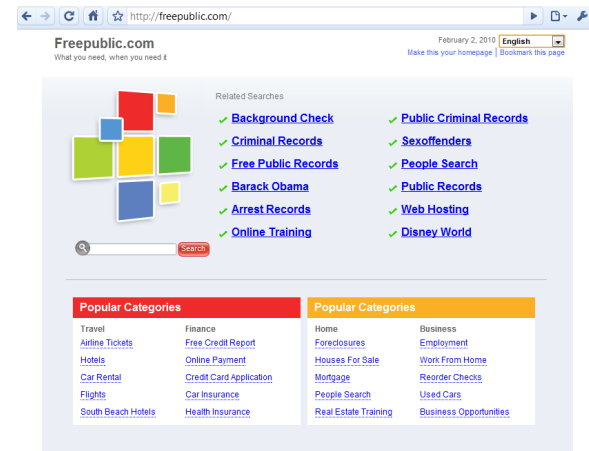 http://freepublic.com/
Freepublic.com
What you need, when you need it
February 2, 2010 English
Make this your homepage | Bookmark this page
Related Searches
Background Check Public Criminal Records
Criminal Records Sexoffenders
Free Public Records People Search
Barack Obama Public Records
Arrest Records Web Hosting
Online Training Disney World
Search
Popular Categories Popular Categories
Travel Finance Home Business
Airline Tickets Free Credit Report Foreclosures Employment
Hotels Online Payment Houses For Sale Work From Home
Car Rental Credit Card Application Mortgage Reorder Checks
Flights Car Insurance People Search Used Cars
South Beach Hotels Health Insurance Real Estate Training Business Opportunities